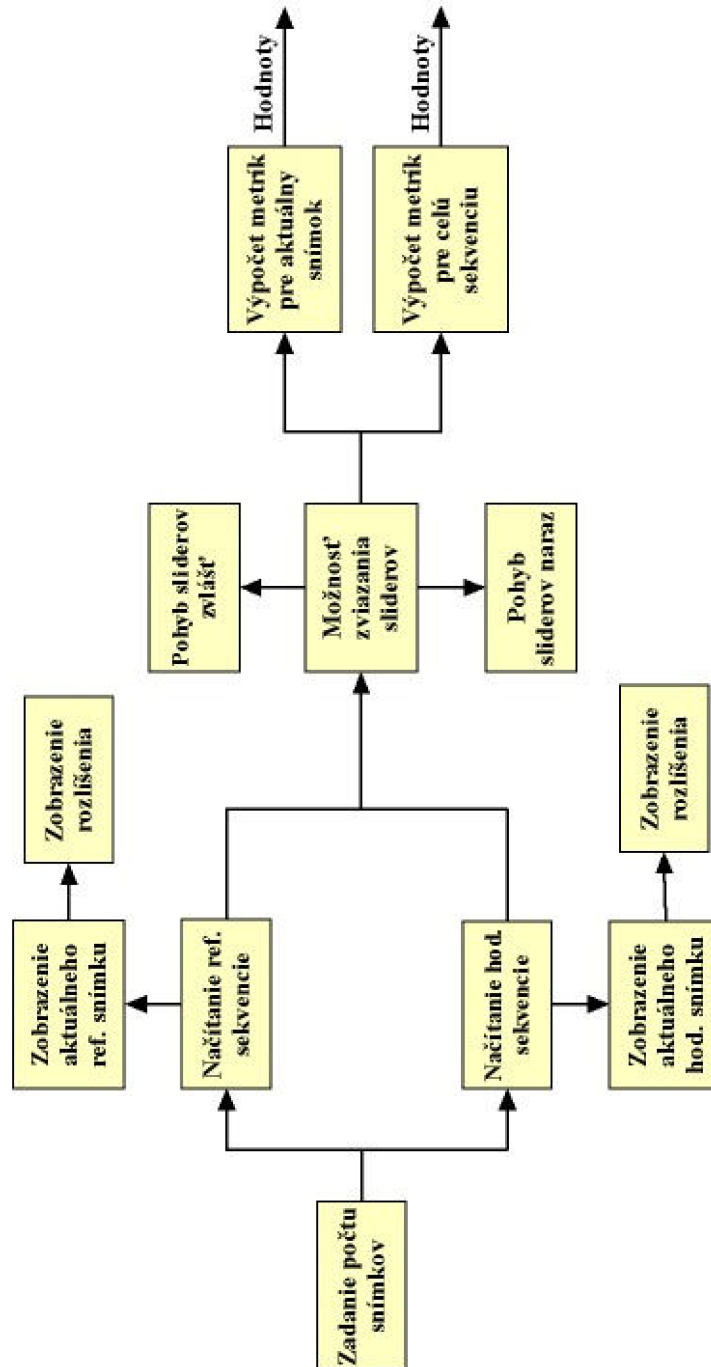 Zadanie počtu
snímkov
Načítanie ref.
sekvencie
Zobrazenie
aktuálneho
ref. snímku
Zobrazenie
rozlíšenia
Načítanie hod.
sekvencie
Zobrazenie
aktuálneho
hod. snímku
Zobrazenie
rozlíšenia
Pohyb sliderov
zvlášť
Možnosť
zviazania
sliderov
Pohyb
sliderov naraz
Výpočet metrík
pre aktuálny
snímok
Hodnoty
Výpočet metrík
pre celú
sekvenciu
Hodnoty